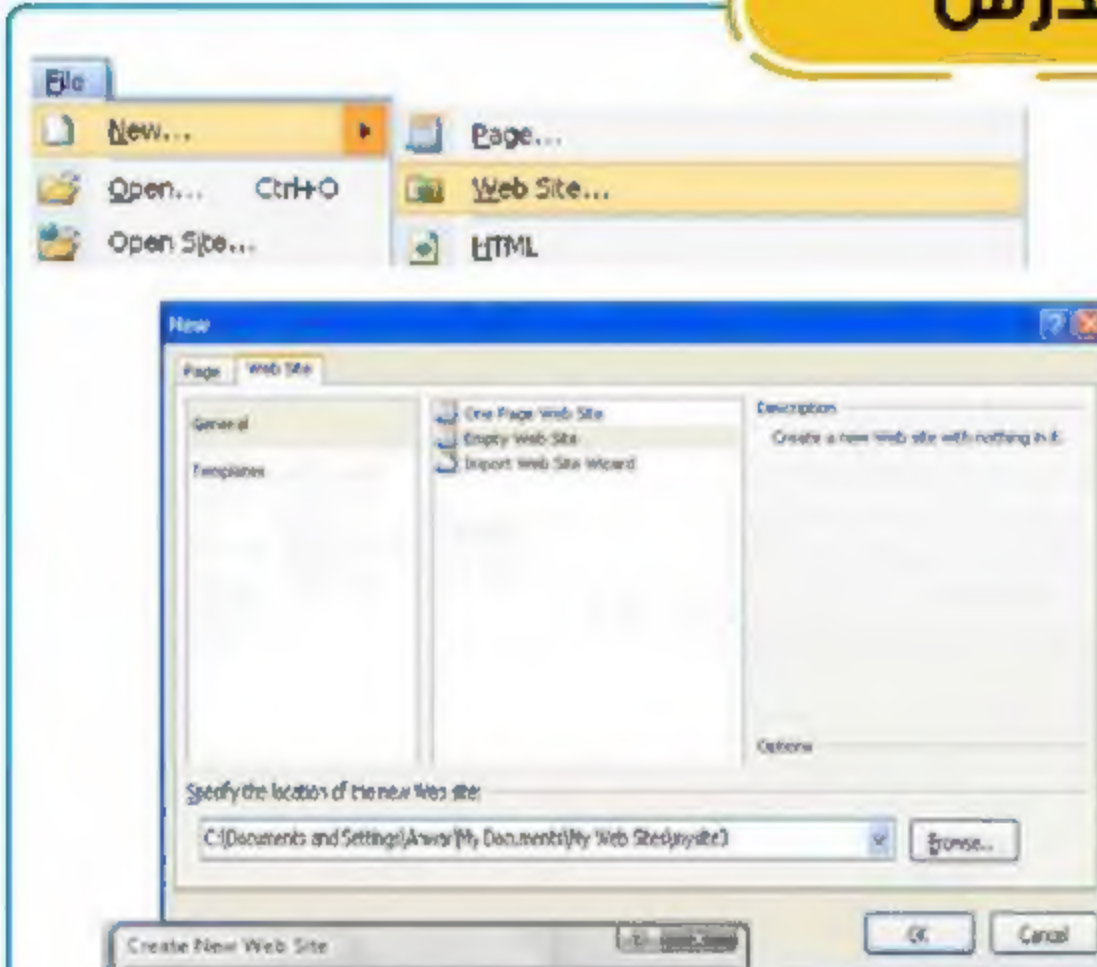 File
New...
Page...
Open... Ctrl+O
Web Site...
Open Site...
HTML
New
Page Web Site
General
Templates
One Page Web Site
Empty Web Site
Import Web Site Wizard
Description
Create a new Web site with nothing in it.
Options
Specify the location of the new Web site:
C:\Documents and Settings\Anwar\My Documents\My Web Sites\mysite3
Browse...
OK
Cancel
Create New Web Site